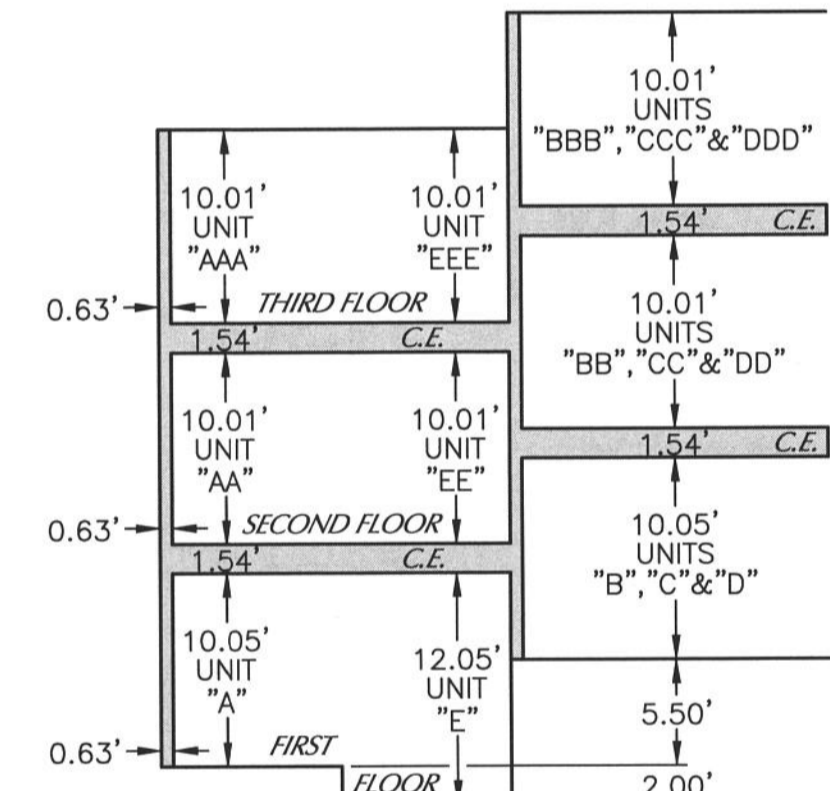 10.01'
UNITS
"BBB","CCC"&"DDD"
1.54' C.E.
10.01'
UNIT
"AAA"
10.01'
UNIT
"EEE"
0.63'
THIRD FLOOR
1.54' C.E.
10.01'
UNITS
"BB","CC"&"DD"
1.54' C.E.
10.01'
UNIT
"AA"
10.01'
UNIT
"EE"
0.63'
SECOND FLOOR
1.54' C.E.
10.05'
UNITS
"B","C"&"D"
10.05'
UNIT
"A"
12.05'
UNIT
"E"
5.50'
0.63'
FIRST
FLOOR
2.00'